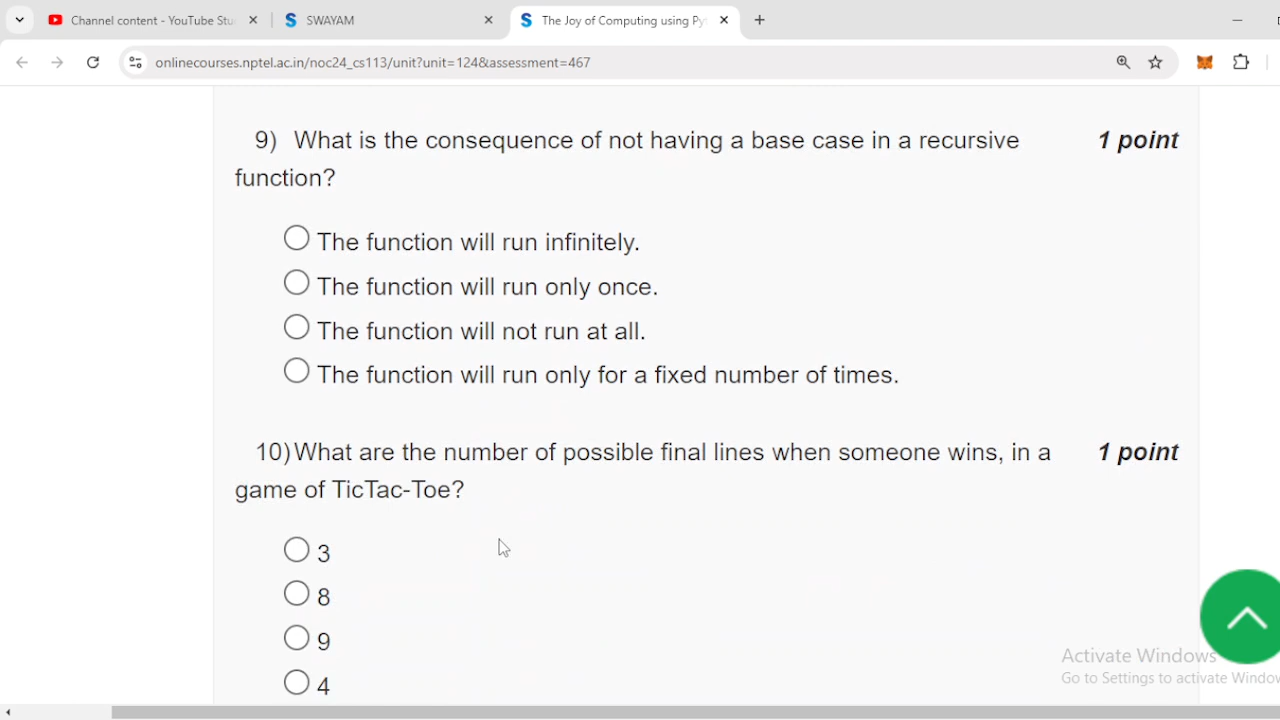 Channel content - YouTube Stu
SWAYAM
The Joy of Computing using Py
onlinecourses.nptel.ac.in/noc24_cs113/unit?unit=124&assessment=467
9) What is the consequence of not having a base case in a recursive 1 point
function?
The function will run infinitely.
The function will run only once.
The function will not run at all.
The function will run only for a fixed number of times.
10) What are the number of possible final lines when someone wins, in a 1 point
game of TicTac-Toe?
3
8
9
4
Activate Windows
Go to Settings to activate Window